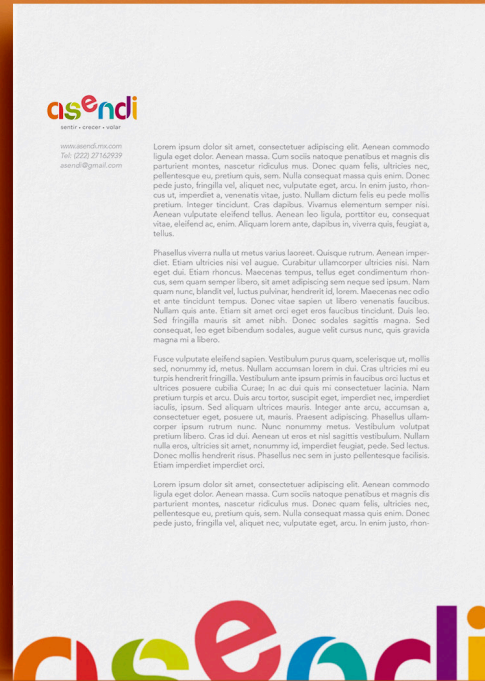 asendi
sentir • crecer • volar
www.asendi.mx.com
Tel: (222) 27162939
asendi@gmail.com
Lorem ipsum dolor sit amet, consectetuer adipiscing elit. Aenean commodo
ligula eget dolor. Aenean massa. Cum sociis natoque penatibus et magnis dis
parturient montes, nascetur ridiculus mus. Donec quam felis, ultricies nec,
pellentesque eu, pretium quis, sem. Nulla consequat massa quis enim. Donec
pede justo, fringilla vel, aliquet nec, vulputate eget, arcu. In enim justo, rhon-
cus ut, imperdiet a, venenatis vitae, justo. Nullam dictum felis eu pede mollis
pretium. Integer tincidunt. Cras dapibus. Vivamus elementum semper nisi.
Aenean vulputate eleifend tellus. Aenean leo ligula, porttitor eu, consequat
vitae, eleifend ac, enim. Aliquam lorem ante, dapibus in, viverra quis, feugiat a,
tellus.
Phasellus viverra nulla ut metus varius laoreet. Quisque rutrum. Aenean imper-
diet. Etiam ultricies nisi vel augue. Curabitur ullamcorper ultricies nisi. Nam
eget dui. Etiam rhoncus. Maecenas tempus, tellus eget condimentum rhon-
cus, sem quam semper libero, sit amet adipiscing sem neque sed ipsum. Nam
quam nunc, blandit vel, luctus pulvinar, hendrerit id, lorem. Maecenas nec odio
et ante tincidunt tempus. Donec vitae sapien ut libero venenatis faucibus.
Nullam quis ante. Etiam sit amet orci eget eros faucibus tincidunt. Duis leo.
Sed fringilla mauris sit amet nibh. Donec sodales sagittis magna. Sed
consequat, leo eget bibendum sodales, augue velit cursus nunc, quis gravida
magna mi a libero.
Fusce vulputate eleifend sapien. Vestibulum purus quam, scelerisque ut, mollis
sed, nonummy id, metus. Nullam accumsan lorem in dui. Cras ultricies mi eu
turpis hendrerit fringilla. Vestibulum ante ipsum primis in faucibus orci luctus et
ultrices posuere cubilia Curae; In ac dui quis mi consectetuer lacinia. Nam
pretium turpis et arcu. Duis arcu tortor, suscipit eget, imperdiet nec, imperdiet
iaculis, ipsum. Sed aliquam ultrices mauris. Integer ante arcu, accumsan a,
consectetuer eget, posuere ut, mauris. Praesent adipiscing. Phasellus ullam-
corper ipsum rutrum nunc. Nunc nonummy metus. Vestibulum volutpat
pretium libero. Cras id dui. Aenean ut eros et nisl sagittis vestibulum. Nullam
nulla eros, ultricies sit amet, nonummy id, imperdiet feugiat, pede. Sed lectus.
Donec mollis hendrerit risus. Phasellus nec sem in justo pellentesque facilisis.
Etiam imperdiet imperdiet orci.
Lorem ipsum dolor sit amet, consectetuer adipiscing elit. Aenean commodo
ligula eget dolor. Aenean massa. Cum sociis natoque penatibus et magnis dis
parturient montes, nascetur ridiculus mus. Donec quam felis, ultricies nec,
pellentesque eu, pretium quis, sem. Nulla consequat massa quis enim. Donec
pede justo, fringilla vel, aliquet nec, vulputate eget, arcu. In enim justo, rhon-
asendi